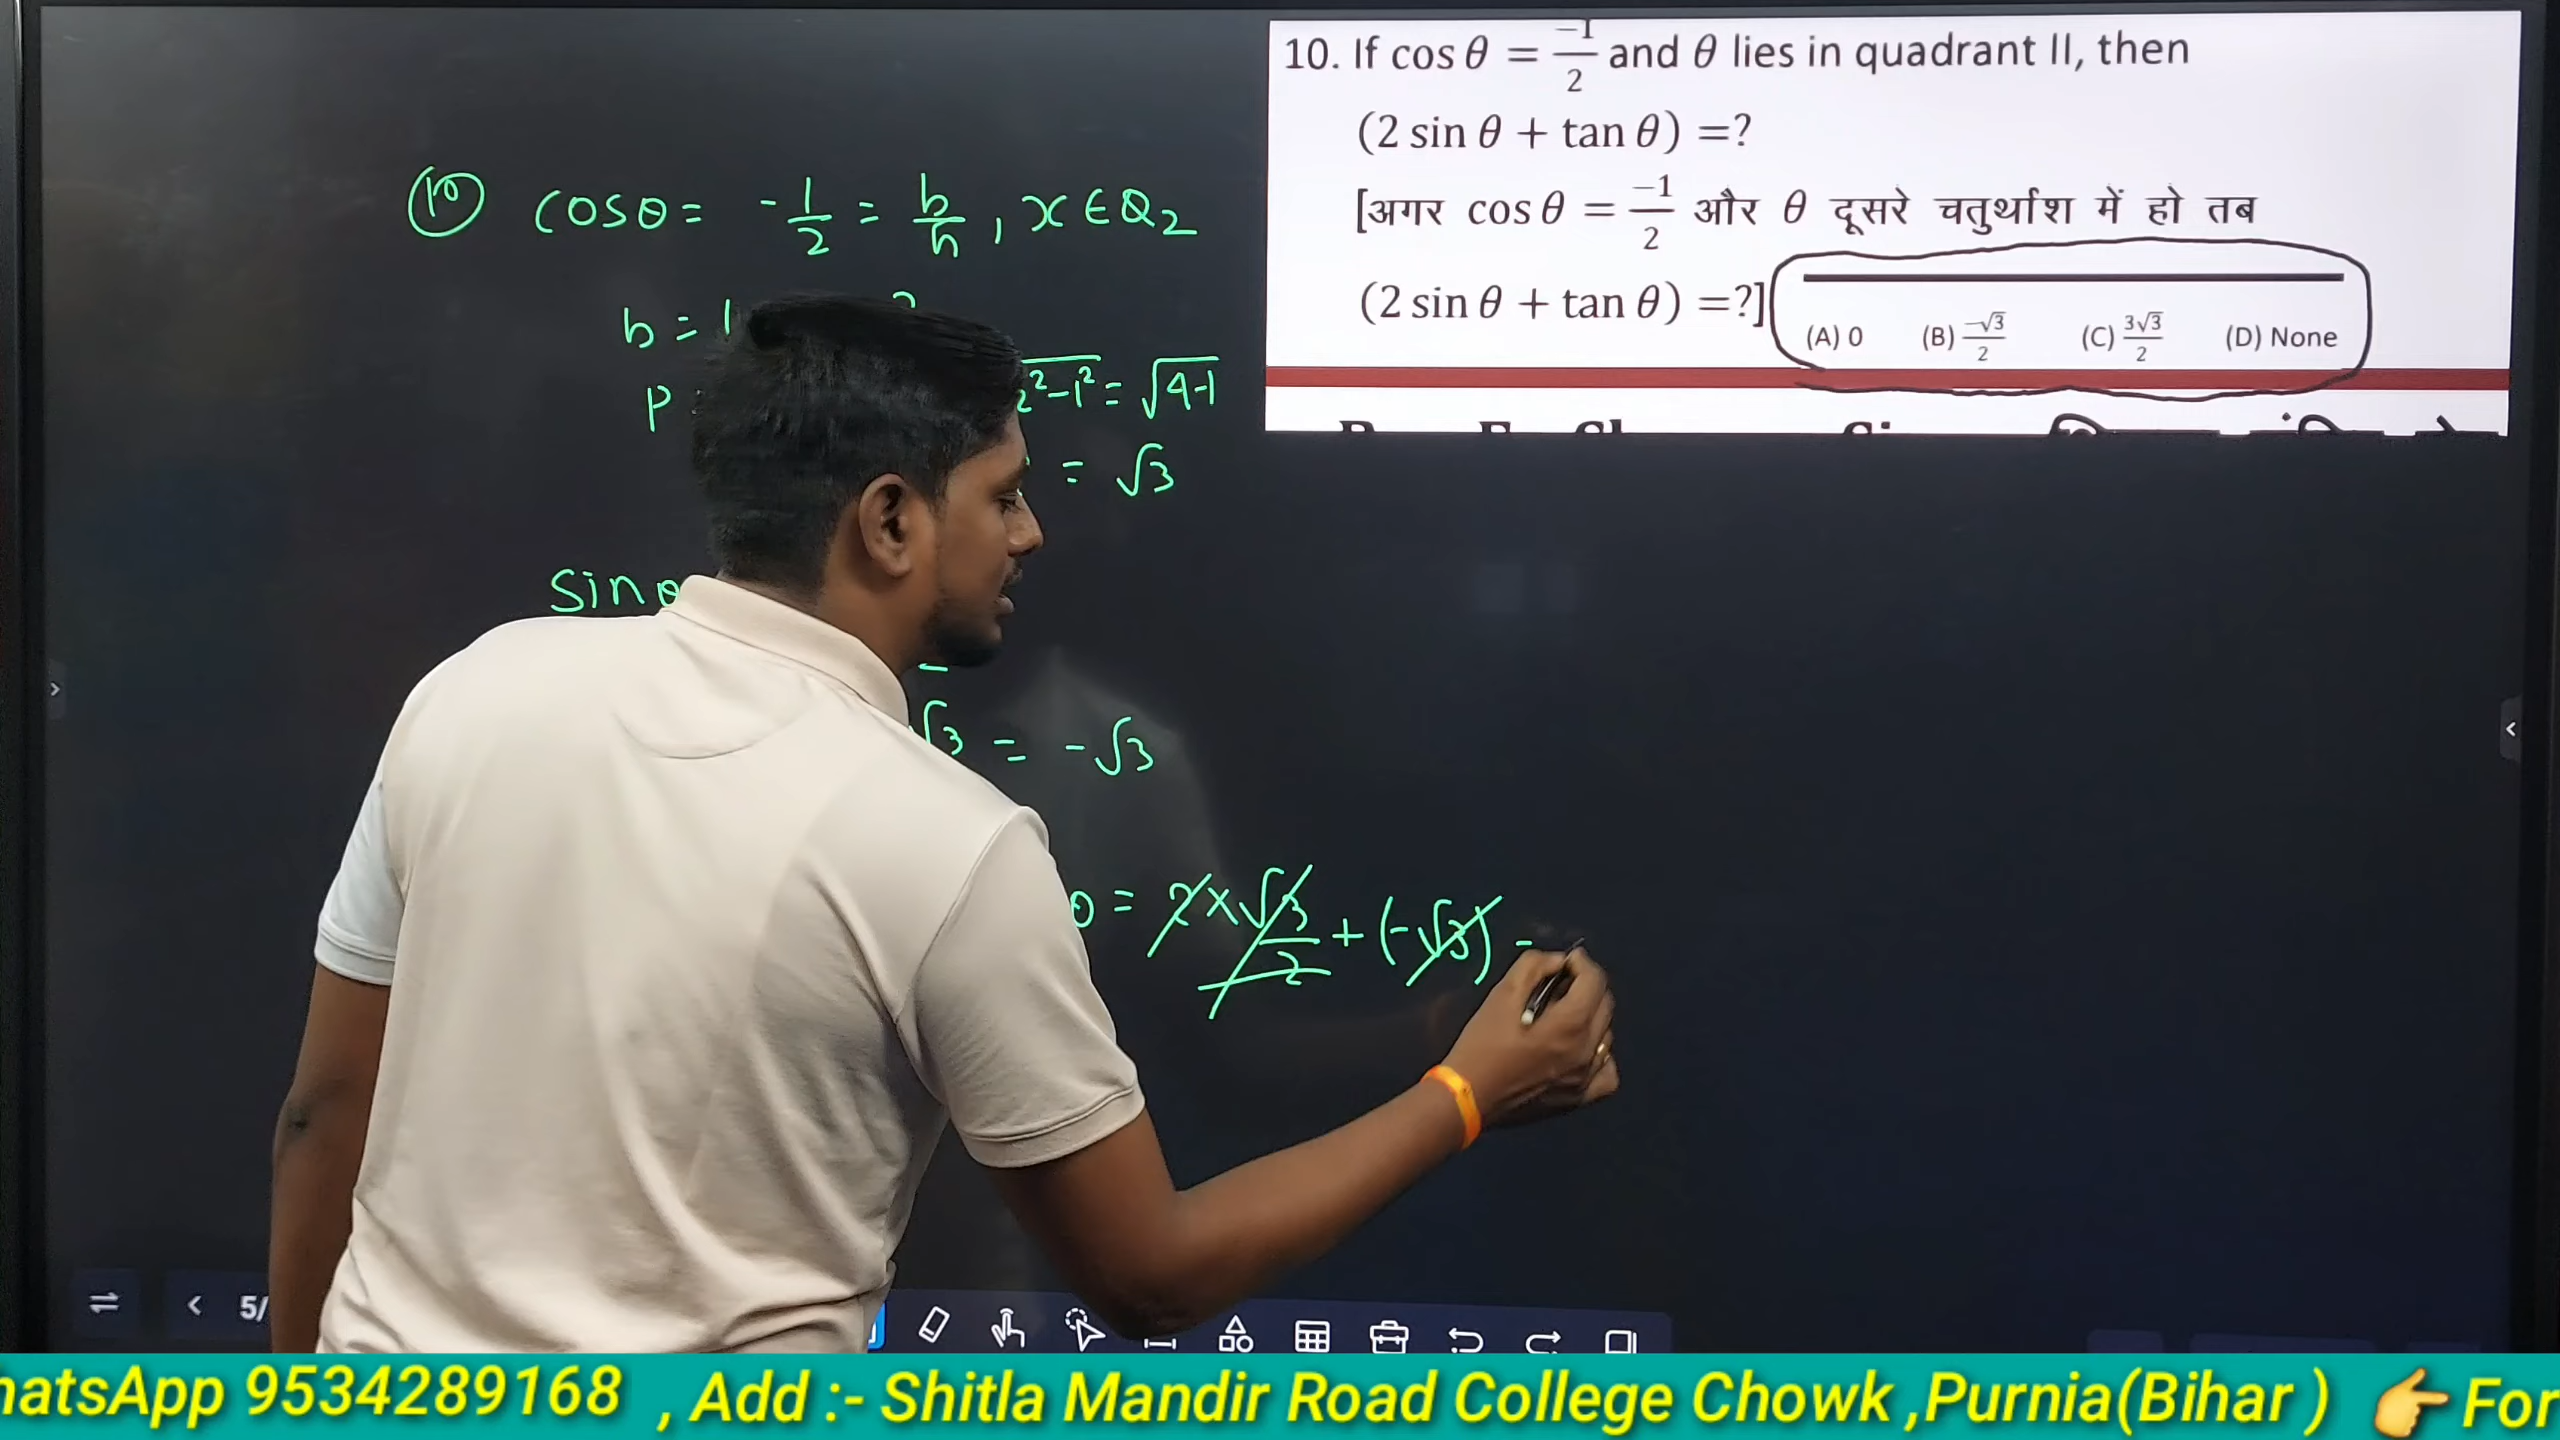 10. If cos θ = −1/2 and θ lies in quadrant II, then
(2 sin θ + tan θ) =?
[अगर cos θ = −1/2 और θ दूसरे चतुर्थांश में हो तब
(2 sin θ + tan θ) =?]
(A) 0 (B) −√3/2 (C) 3√3/2 (D) None
(10) cosθ = -1/2 = b/h, x ∈ Q2
b = 1
p
2²-1² = √4-1
= √3
sinθ
√3 = -√3
θ = 2×√3/2 + (-√3) =
5/
hatsApp 9534289168 , Add :- Shitla Mandir Road College Chowk ,Purnia(Bihar ) 👉 For